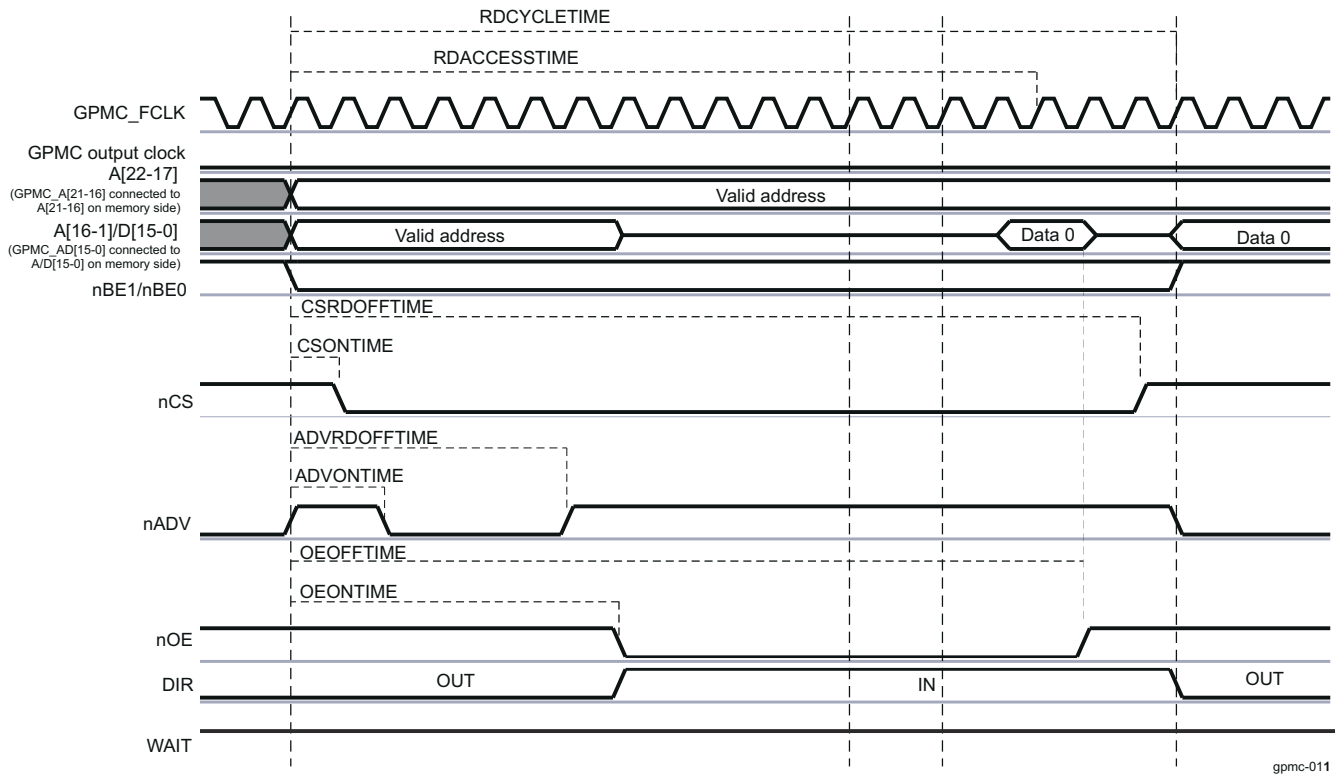 RDCYCLETIME
RDACCESSTIME
GPMC_FCLK
GPMC output clock
A[22-17]
(GPMC_A[21-16] connected to
A[21-16] on memory side)
Valid address
A[16-1]/D[15-0]
(GPMC_AD[15-0] connected to
A/D[15-0] on memory side)
Valid address
Data 0
Data 0
nBE1/nBE0
CSRDOFFTIME
CSONTIME
nCS
ADVRDOFFTIME
ADVONTIME
nADV
OEOFFTIME
OEONTIME
nOE
DIR
OUT
IN
OUT
WAIT
gpmc-011